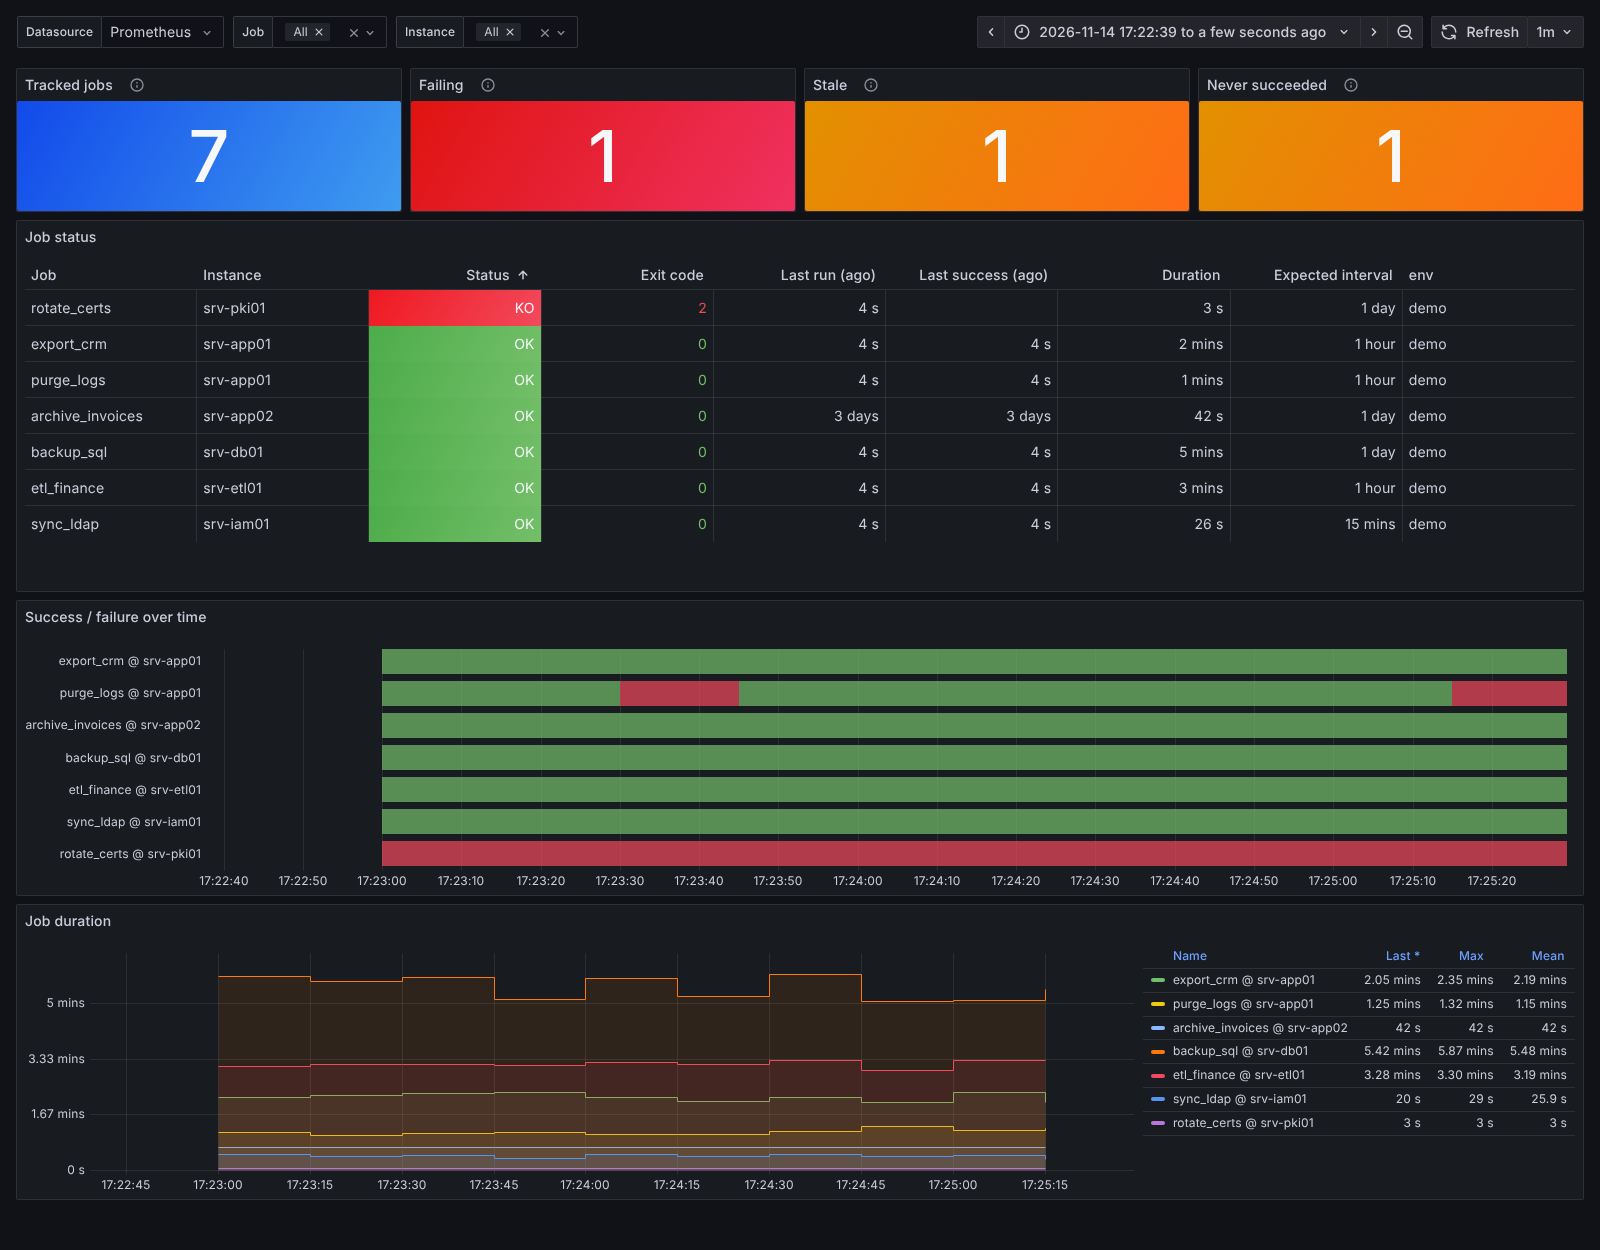 Datasource Prometheus Job All Instance All 2026-11-14 17:22:39 to a few seconds ago Refresh 1m
Tracked jobs Failing Stale Never succeeded
7 1 1 1
Job status
Job Instance Status Exit code Last run (ago) Last success (ago) Duration Expected interval env
rotate_certs srv-pki01 KO 2 4 s 3 s 1 day demo
export_crm srv-app01 OK 0 4 s 4 s 2 mins 1 hour demo
purge_logs srv-app01 OK 0 4 s 4 s 1 mins 1 hour demo
archive_invoices srv-app02 OK 0 3 days 3 days 42 s 1 day demo
backup_sql srv-db01 OK 0 4 s 4 s 5 mins 1 day demo
etl_finance srv-etl01 OK 0 4 s 4 s 3 mins 1 hour demo
sync_ldap srv-iam01 OK 0 4 s 4 s 26 s 15 mins demo
Success / failure over time
export_crm @ srv-app01
purge_logs @ srv-app01
archive_invoices @ srv-app02
backup_sql @ srv-db01
etl_finance @ srv-etl01
sync_ldap @ srv-iam01
rotate_certs @ srv-pki01
17:22:40 17:22:50 17:23:00 17:23:10 17:23:20 17:23:30 17:23:40 17:23:50 17:24:00 17:24:10 17:24:20 17:24:30 17:24:40 17:24:50 17:25:00 17:25:10 17:25:20
Job duration
5 mins
3.33 mins
1.67 mins
0 s
17:22:45 17:23:00 17:23:15 17:23:30 17:23:45 17:24:00 17:24:15 17:24:30 17:24:45 17:25:00 17:25:15
Name Last * Max Mean
export_crm @ srv-app01 2.05 mins 2.35 mins 2.19 mins
purge_logs @ srv-app01 1.25 mins 1.32 mins 1.15 mins
archive_invoices @ srv-app02 42 s 42 s 42 s
backup_sql @ srv-db01 5.42 mins 5.87 mins 5.48 mins
etl_finance @ srv-etl01 3.28 mins 3.30 mins 3.19 mins
sync_ldap @ srv-iam01 20 s 29 s 25.9 s
rotate_certs @ srv-pki01 3 s 3 s 3 s